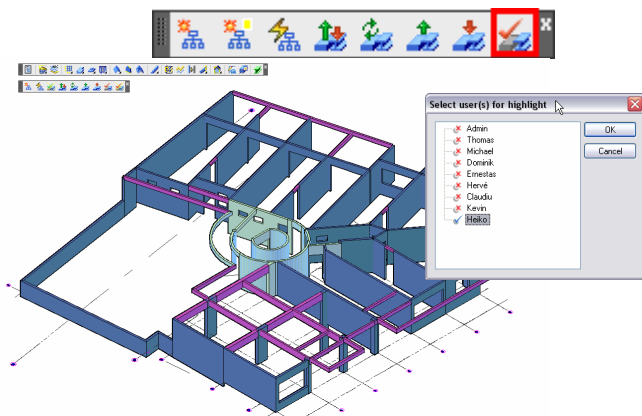 Select user(s) for highlight
Admin
Thomas
Michael
Dominik
Ernestas
Hervé
Claudiu
Kevin
Heiko
OK
Cancel